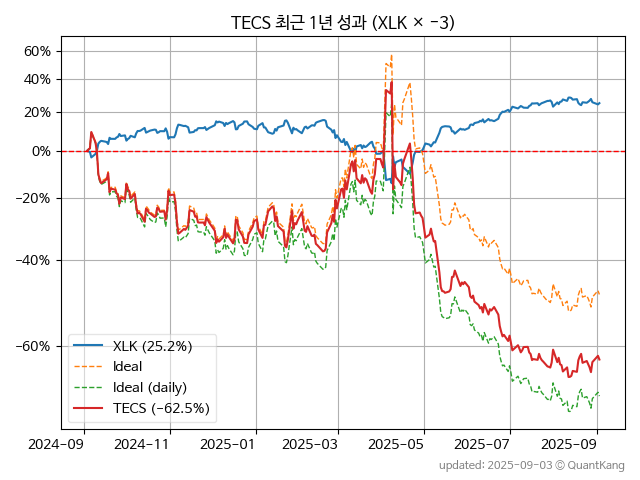 TECS 최근 1년 성과 (XLK × −3)
60%
40%
20%
0%
−20%
−40%
−60%
XLK (25.2%)
Ideal
Ideal (daily)
TECS (−62.5%)
2024-09
2024-11
2025-01
2025-03
2025-05
2025-07
2025-09
updated: 2025-09-03 © QuantKang